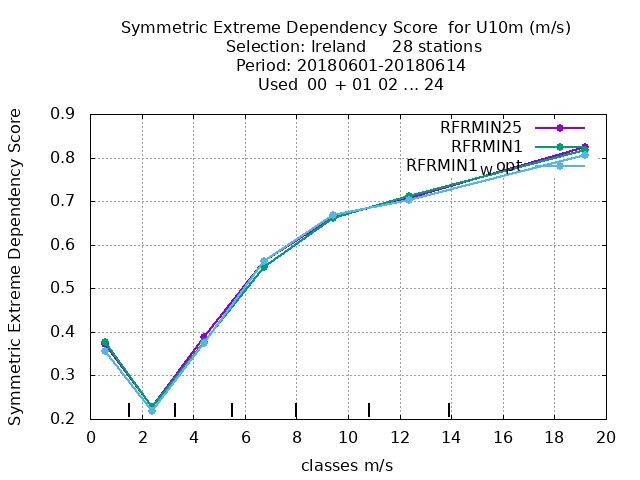 Symmetric Extreme Dependency Score for U10m (m/s)
Selection: Ireland 28 stations
Period: 20180601-20180614
Used 00 + 01 02 ... 24
Symmetric Extreme Dependency Score
0.9
0.8
0.7
0.6
0.5
0.4
0.3
0.2
RFRMIN25
RFRMIN1
RFRMIN1W opt
0 2 4 6 8 10 12 14 16 18 20
classes m/s